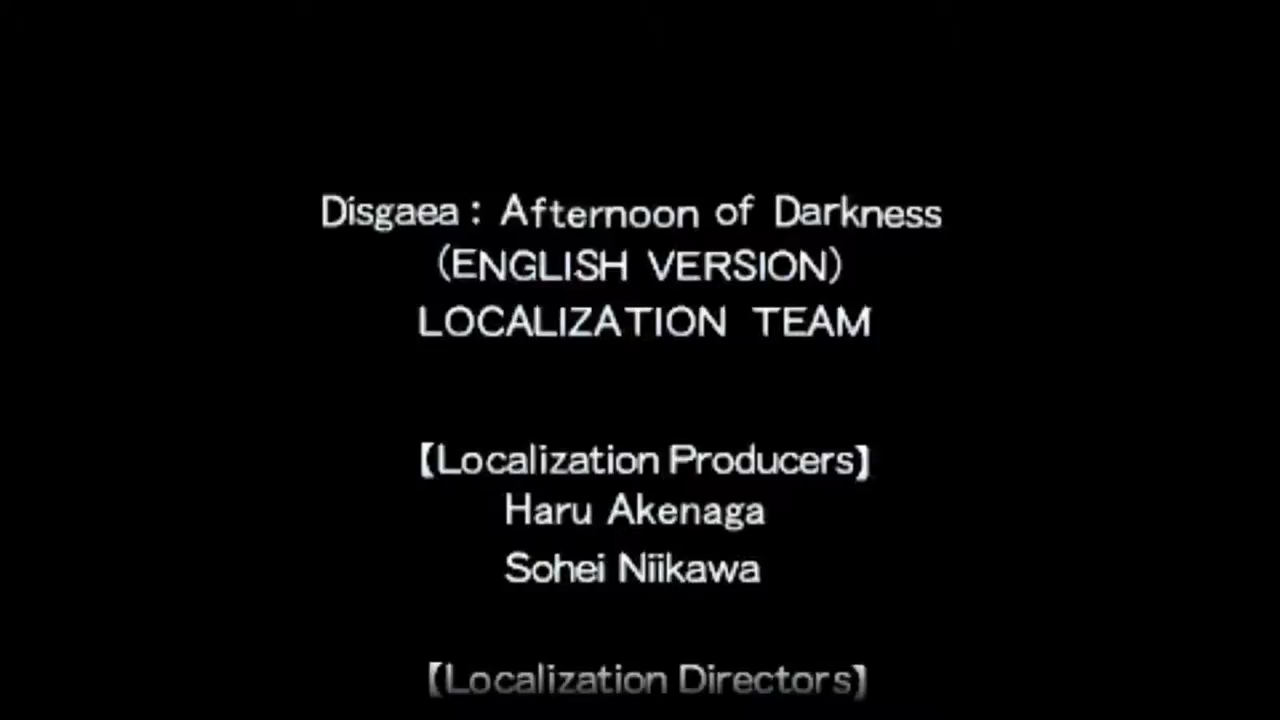 Disgaea : Afternoon of Darkness
(ENGLISH VERSION)
LOCALIZATION TEAM
【Localization Producers】
Haru Akenaga
Sohei Niikawa
【Localization Directors】